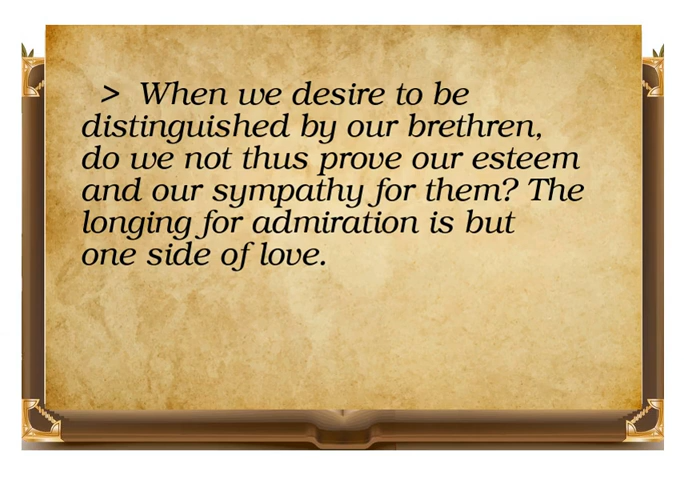 > When we desire to be
distinguished by our brethren,
do we not thus prove our esteem
and our sympathy for them? The
longing for admiration is but
one side of love.